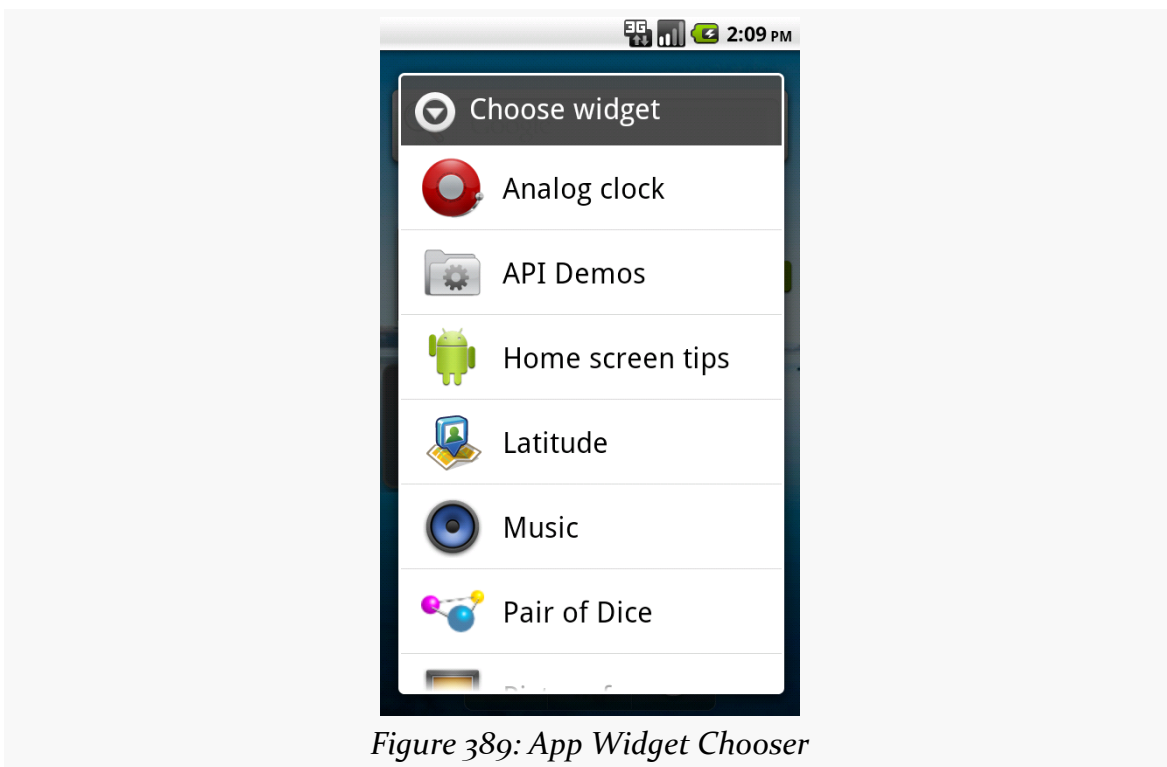 3G 2:09 PM
Choose widget
Analog clock
API Demos
Home screen tips
Latitude
Music
Pair of Dice
Figure 389: App Widget Chooser